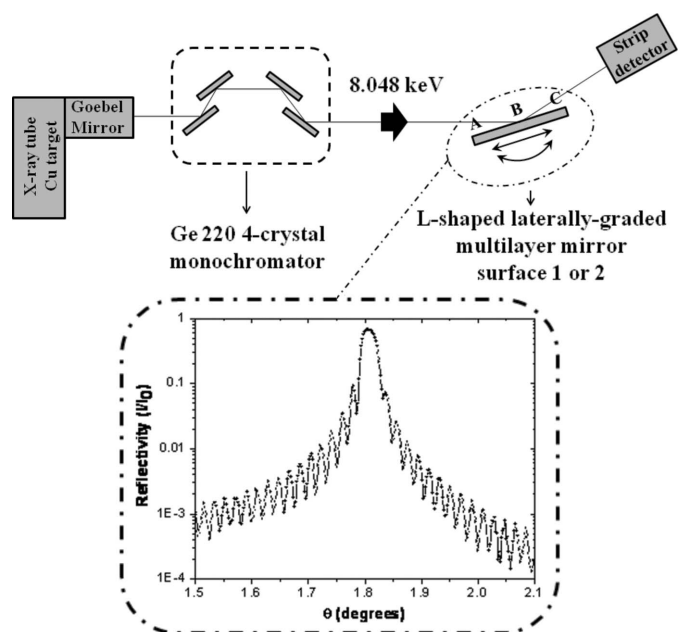 X-ray tube
Cu target
Goebel
Mirror
8.048 keV
A
B
C
Strip
detector
Ge 220 4-crystal
monochromator
L-shaped laterally-graded
multilayer mirror
surface 1 or 2
Reflectivity (I/I0)
1
0.1
0.01
1E-3
1E-4
1.5
1.6
1.7
1.8
1.9
2.0
2.1
θ (degrees)